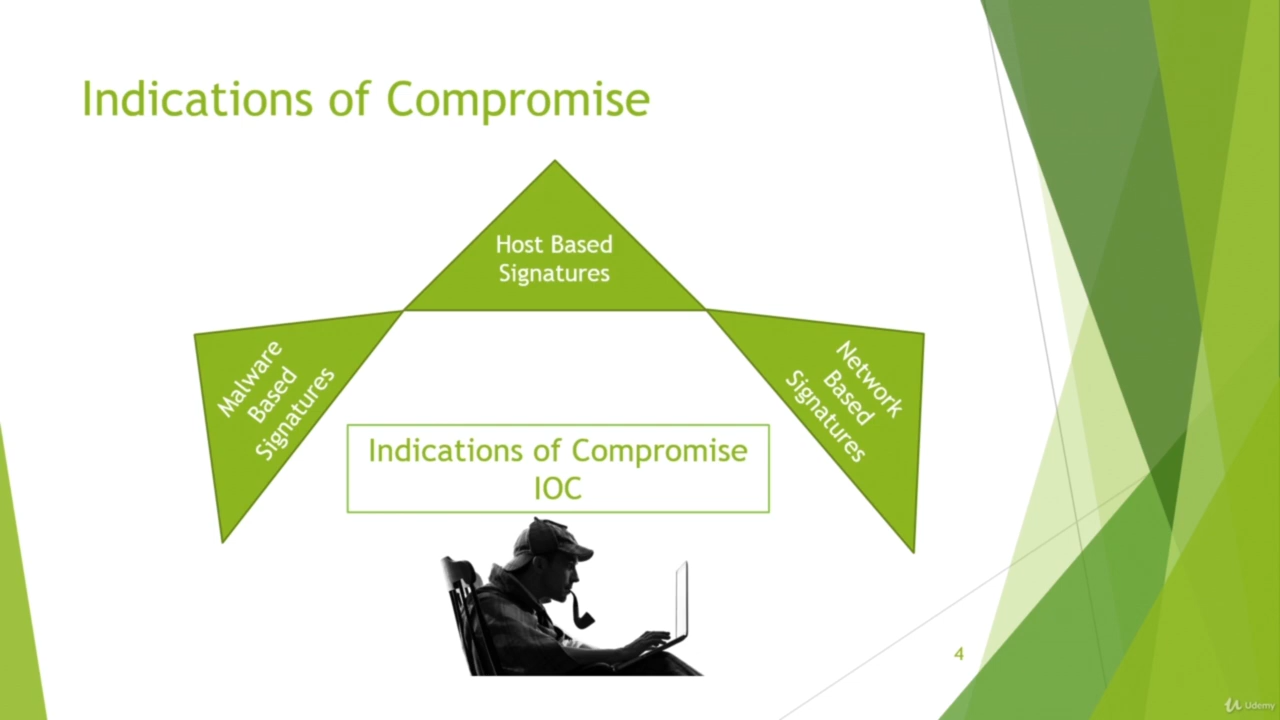 Indications of Compromise
Host Based
Signatures
Malware
Based
Signatures
Network
Based
Signatures
Indications of Compromise
IOC
4
Udemy